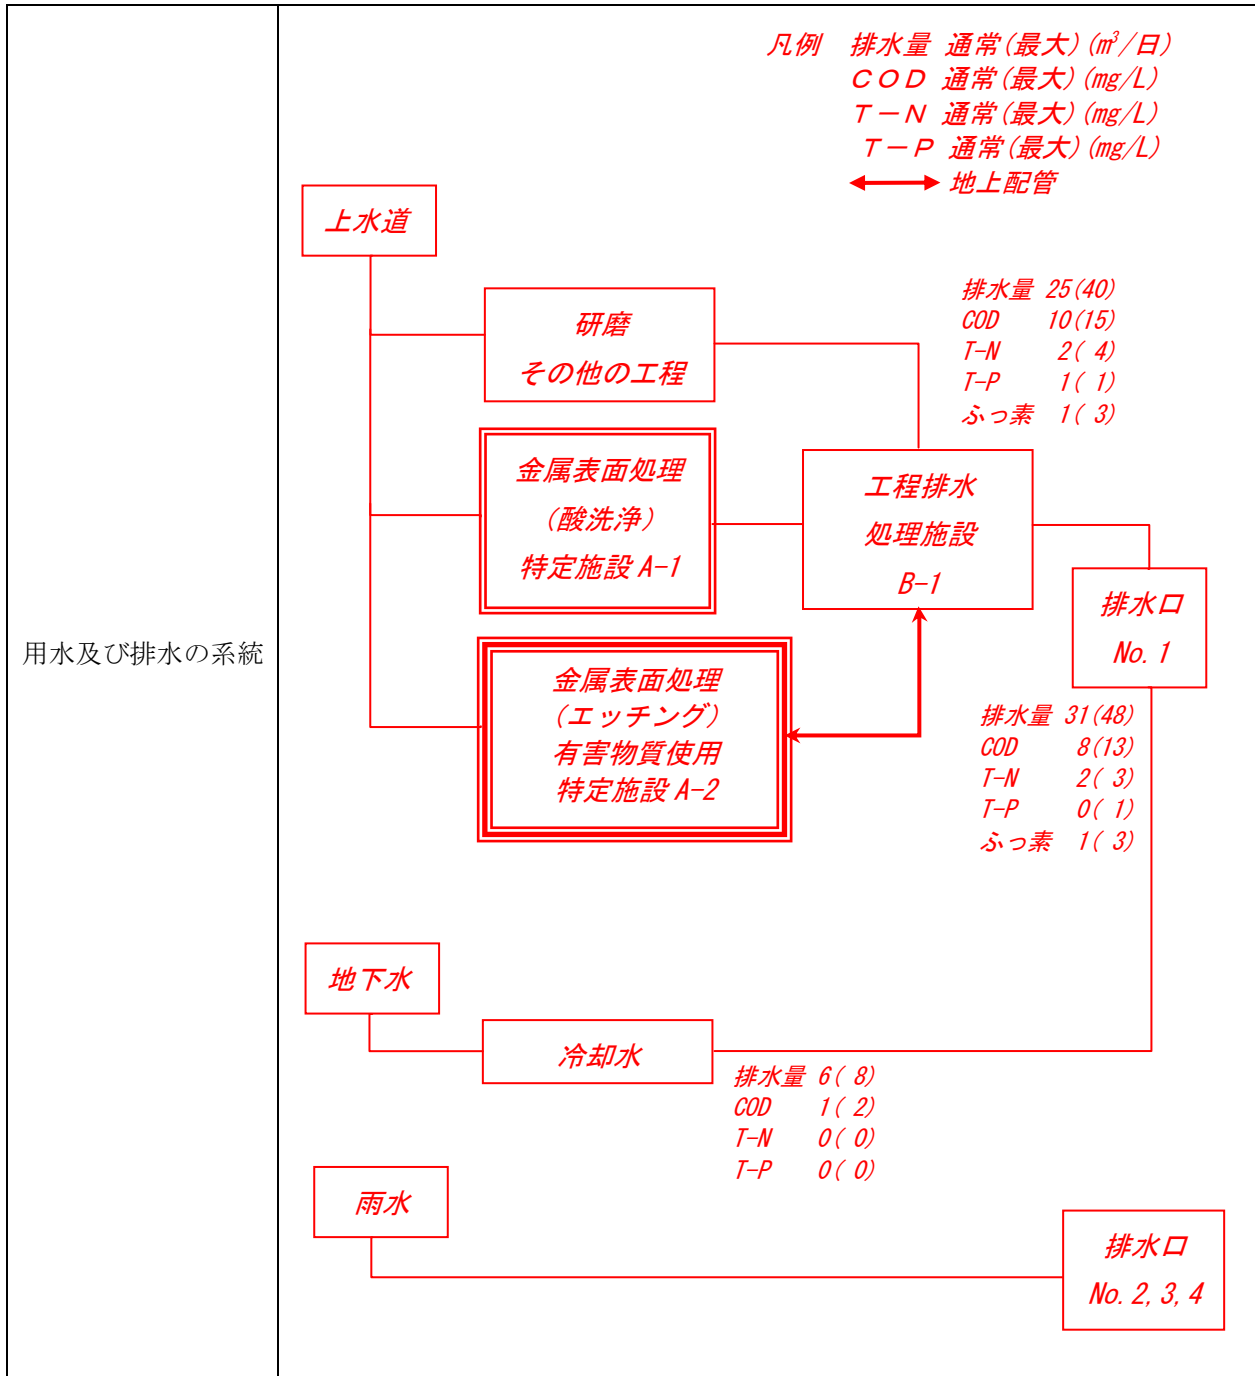 凡例 排水量 通常(最大)(m³/日)
COD 通常(最大)(mg/L)
T-N 通常(最大)(mg/L)
T-P 通常(最大)(mg/L)
地上配管
上水道
研磨
その他の工程
排水量 25(40)
COD 10(15)
T-N 2( 4)
T-P 1( 1)
ふっ素 1( 3)
金属表面処理
(酸洗浄)
特定施設 A-1
工程排水
処理施設
B-1
排水口
No. 1
用水及び排水の系統
金属表面処理
(エッチング)
有害物質使用
特定施設 A-2
排水量 31(48)
COD 8(13)
T-N 2( 3)
T-P 0( 1)
ふっ素 1( 3)
地下水
冷却水
排水量 6( 8)
COD 1( 2)
T-N 0( 0)
T-P 0( 0)
雨水
排水口
No. 2, 3, 4